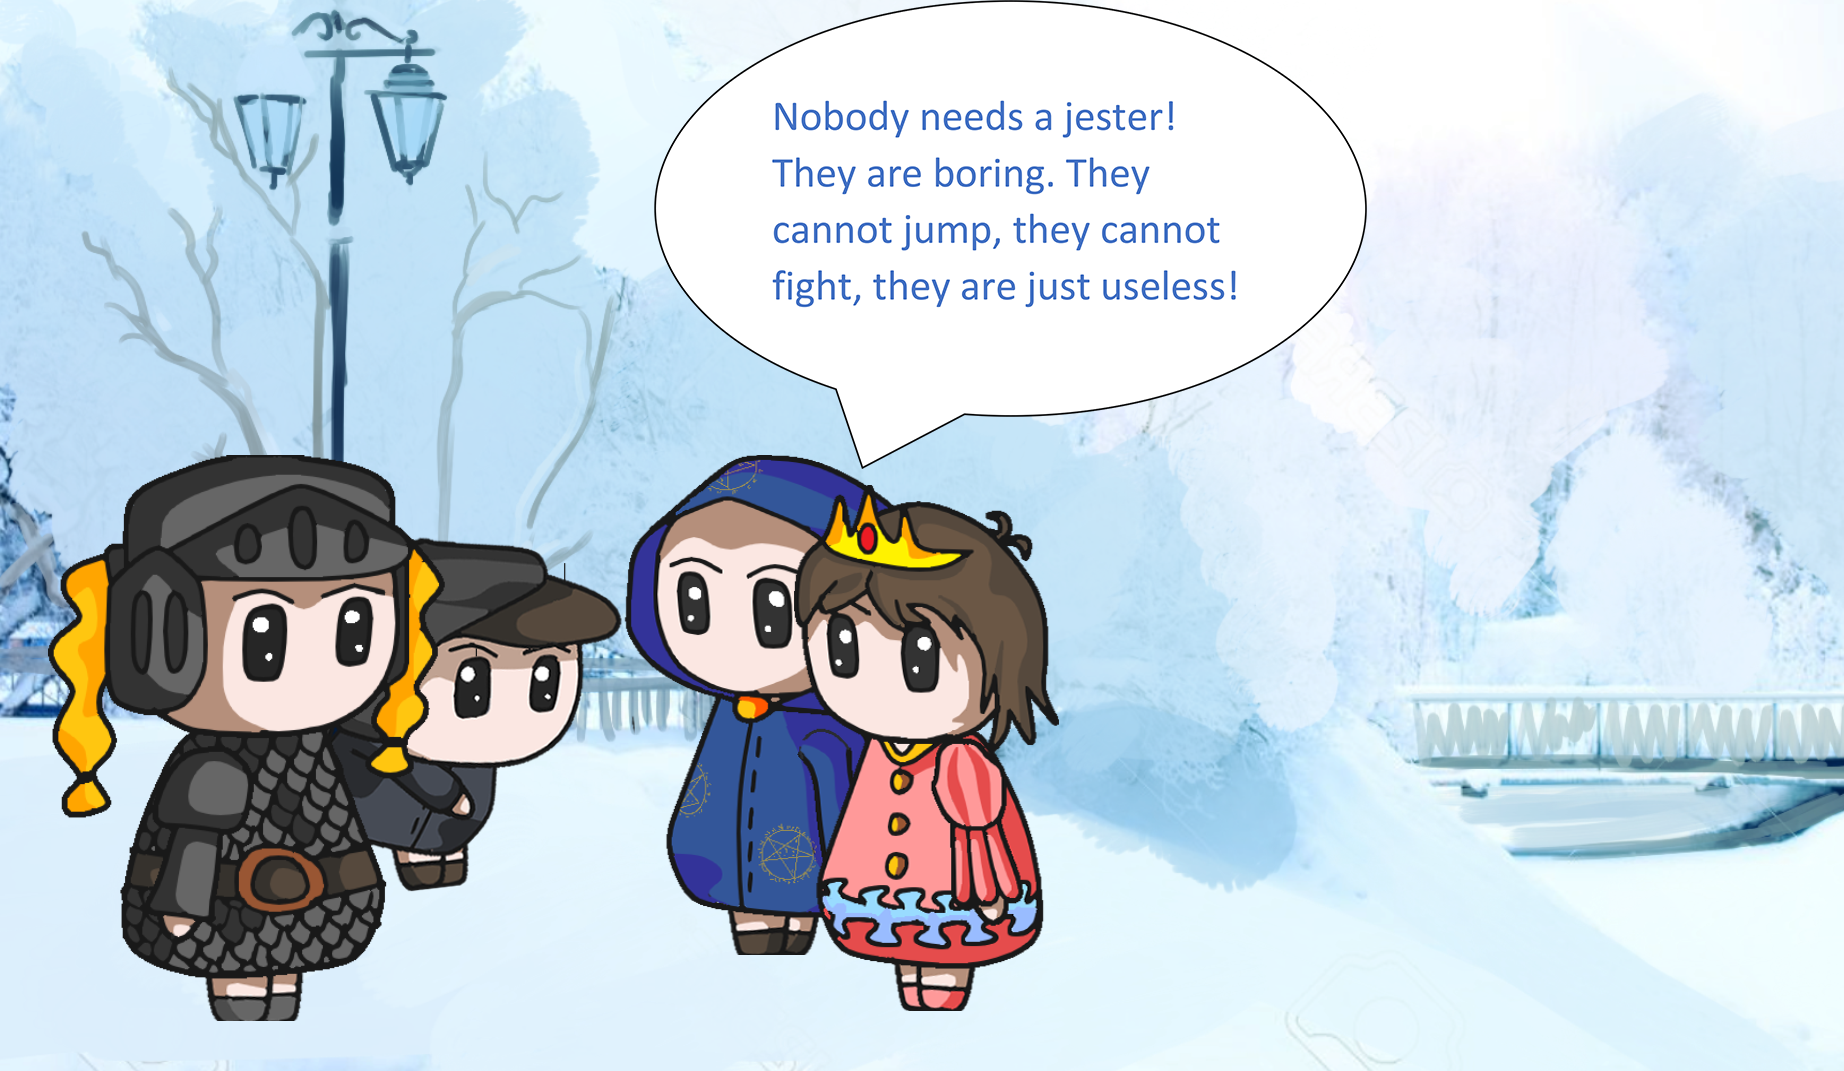 Nobody needs a jester!
They are boring. They
cannot jump, they cannot
fight, they are just useless!